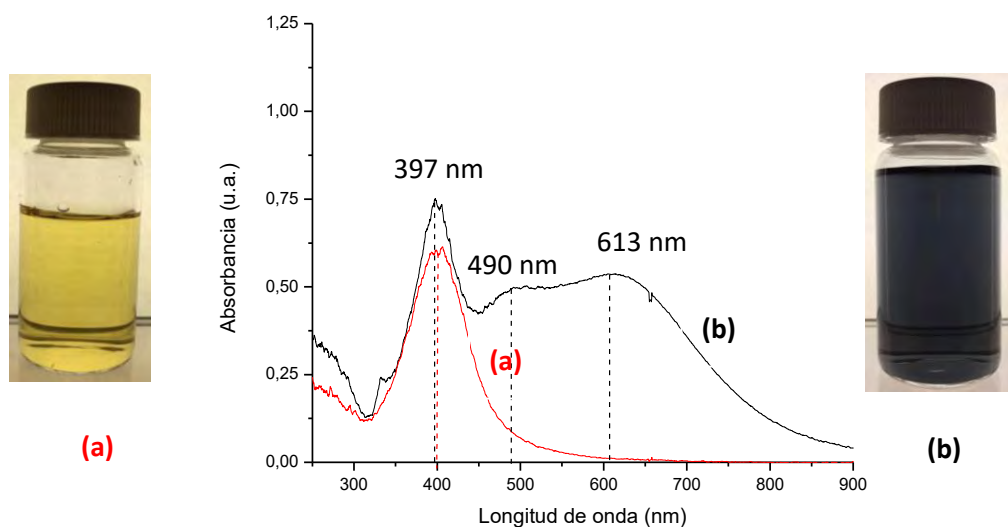 1,25
1,00
0,75
0,50
0,25
0,00
Absorbancia (u.a.)
397 nm
490 nm
613 nm
(a)
(b)
300
400
500
600
700
800
900
Longitud de onda (nm)
(a)
(b)